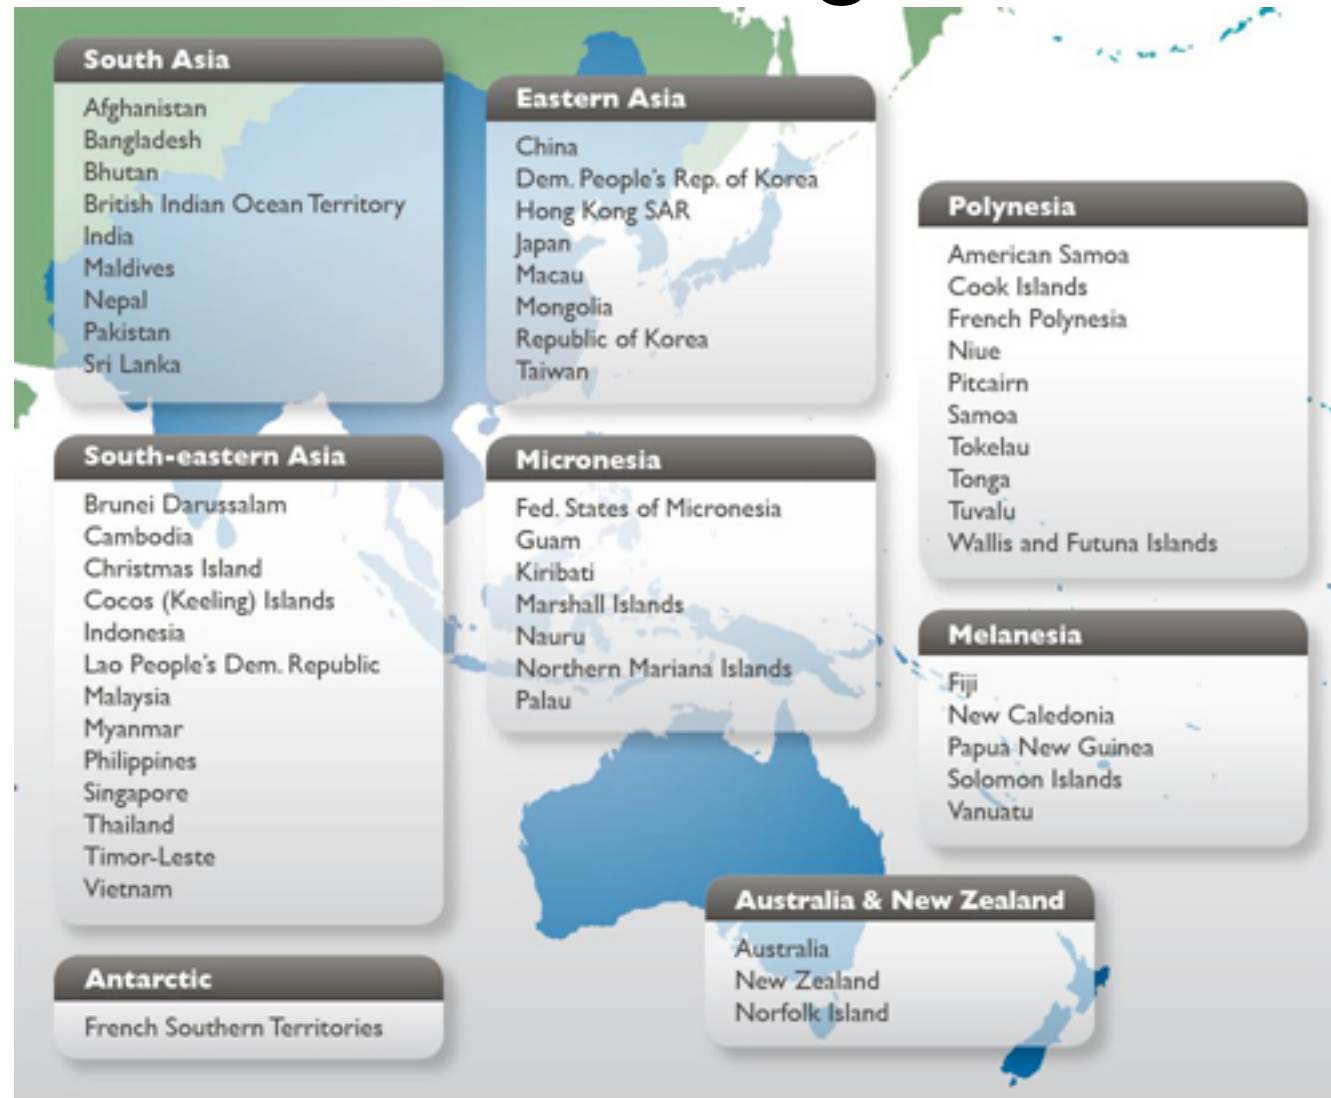 South Asia
Afghanistan
Bangladesh
Bhutan
British Indian Ocean Territory
India
Maldives
Nepal
Pakistan
Sri Lanka
Eastern Asia
China
Dem. People's Rep. of Korea
Hong Kong SAR
Japan
Macau
Mongolia
Republic of Korea
Taiwan
Polynesia
American Samoa
Cook Islands
French Polynesia
Niue
Pitcairn
Samoa
Tokelau
Tonga
Tuvalu
Wallis and Futuna Islands
South-eastern Asia
Brunei Darussalam
Cambodia
Christmas Island
Cocos (Keeling) Islands
Indonesia
Lao People's Dem. Republic
Malaysia
Myanmar
Philippines
Singapore
Thailand
Timor-Leste
Vietnam
Micronesia
Fed. States of Micronesia
Guam
Kiribati
Marshall Islands
Nauru
Northern Mariana Islands
Palau
Melanesia
Fiji
New Caledonia
Papua New Guinea
Solomon Islands
Vanuatu
Australia & New Zealand
Australia
New Zealand
Norfolk Island
Antarctic
French Southern Territories